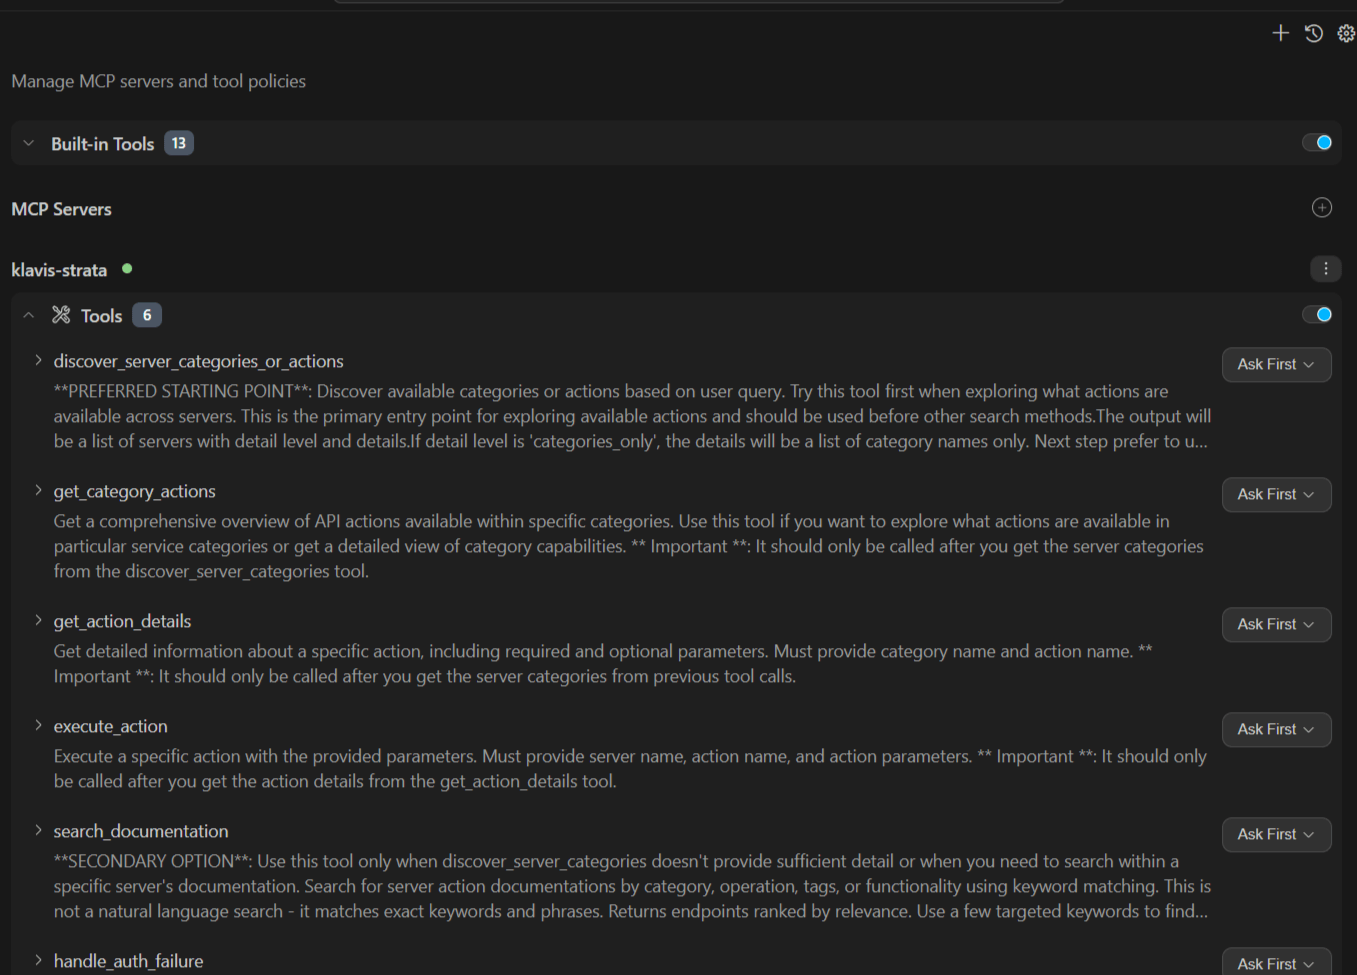 Manage MCP servers and tool policies
Built-in Tools 13
MCP Servers
klavis-strata
Tools 6
discover_server_categories_or_actions
Ask First
**PREFERRED STARTING POINT**: Discover available categories or actions based on user query. Try this tool first when exploring what actions are
available across servers. This is the primary entry point for exploring available actions and should be used before other search methods.The output will
be a list of servers with detail level and details.If detail level is 'categories_only', the details will be a list of category names only. Next step prefer to u...
get_category_actions
Ask First
Get a comprehensive overview of API actions available within specific categories. Use this tool if you want to explore what actions are available in
particular service categories or get a detailed view of category capabilities. ** Important **: It should only be called after you get the server categories
from the discover_server_categories tool.
get_action_details
Ask First
Get detailed information about a specific action, including required and optional parameters. Must provide category name and action name. **
Important **: It should only be called after you get the server categories from previous tool calls.
execute_action
Ask First
Execute a specific action with the provided parameters. Must provide server name, action name, and action parameters. ** Important **: It should only
be called after you get the action details from the get_action_details tool.
search_documentation
Ask First
**SECONDARY OPTION**: Use this tool only when discover_server_categories doesn't provide sufficient detail or when you need to search within a
specific server's documentation. Search for server action documentations by category, operation, tags, or functionality using keyword matching. This is
not a natural language search - it matches exact keywords and phrases. Returns endpoints ranked by relevance. Use a few targeted keywords to find...
handle_auth_failure
Ask First